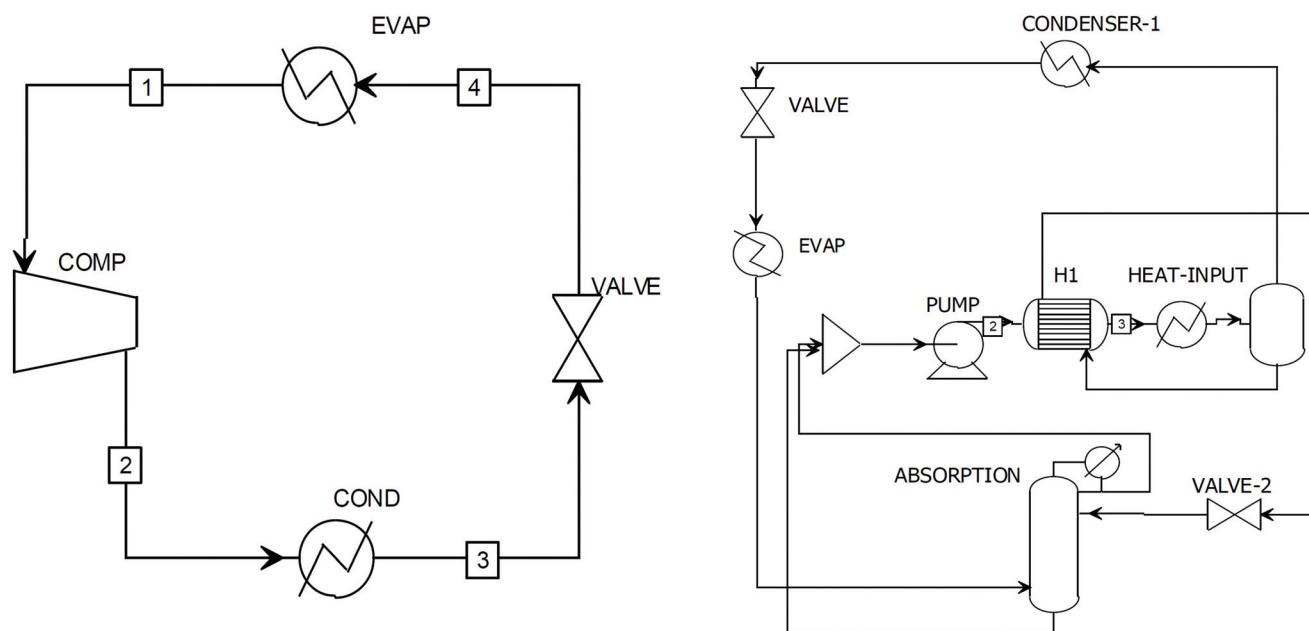 EVAP
1
4
COMP
VALVE
2
COND
3
CONDENSER-1
VALVE
EVAP
H1
HEAT-INPUT
PUMP
2
3
ABSORPTION
VALVE-2